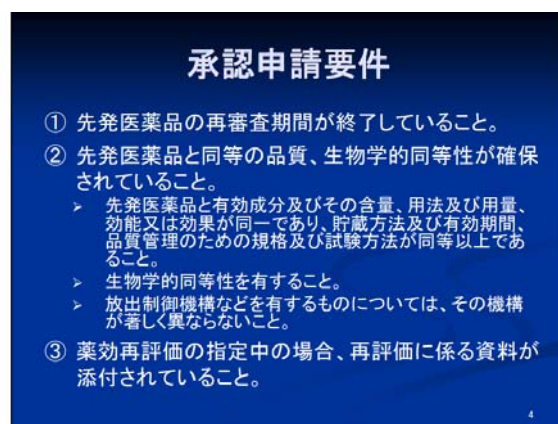 承認申請要件
① 先発医薬品の再審査期間が終了していること。
② 先発医薬品と同等の品質、生物学的同等性が確保
されていること。
➢ 先発医薬品と有効成分及びその含量、用法及び用量、
効能又は効果が同一であり、貯蔵方法及び有効期間、
品質管理のための規格及び試験方法が同等以上であ
ること。
➢ 生物学的同等性を有すること。
➢ 放出制御機構などを有するものについては、その機構
が著しく異ならないこと。
③ 薬効再評価の指定中の場合、再評価に係る資料が
添付されていること。
4